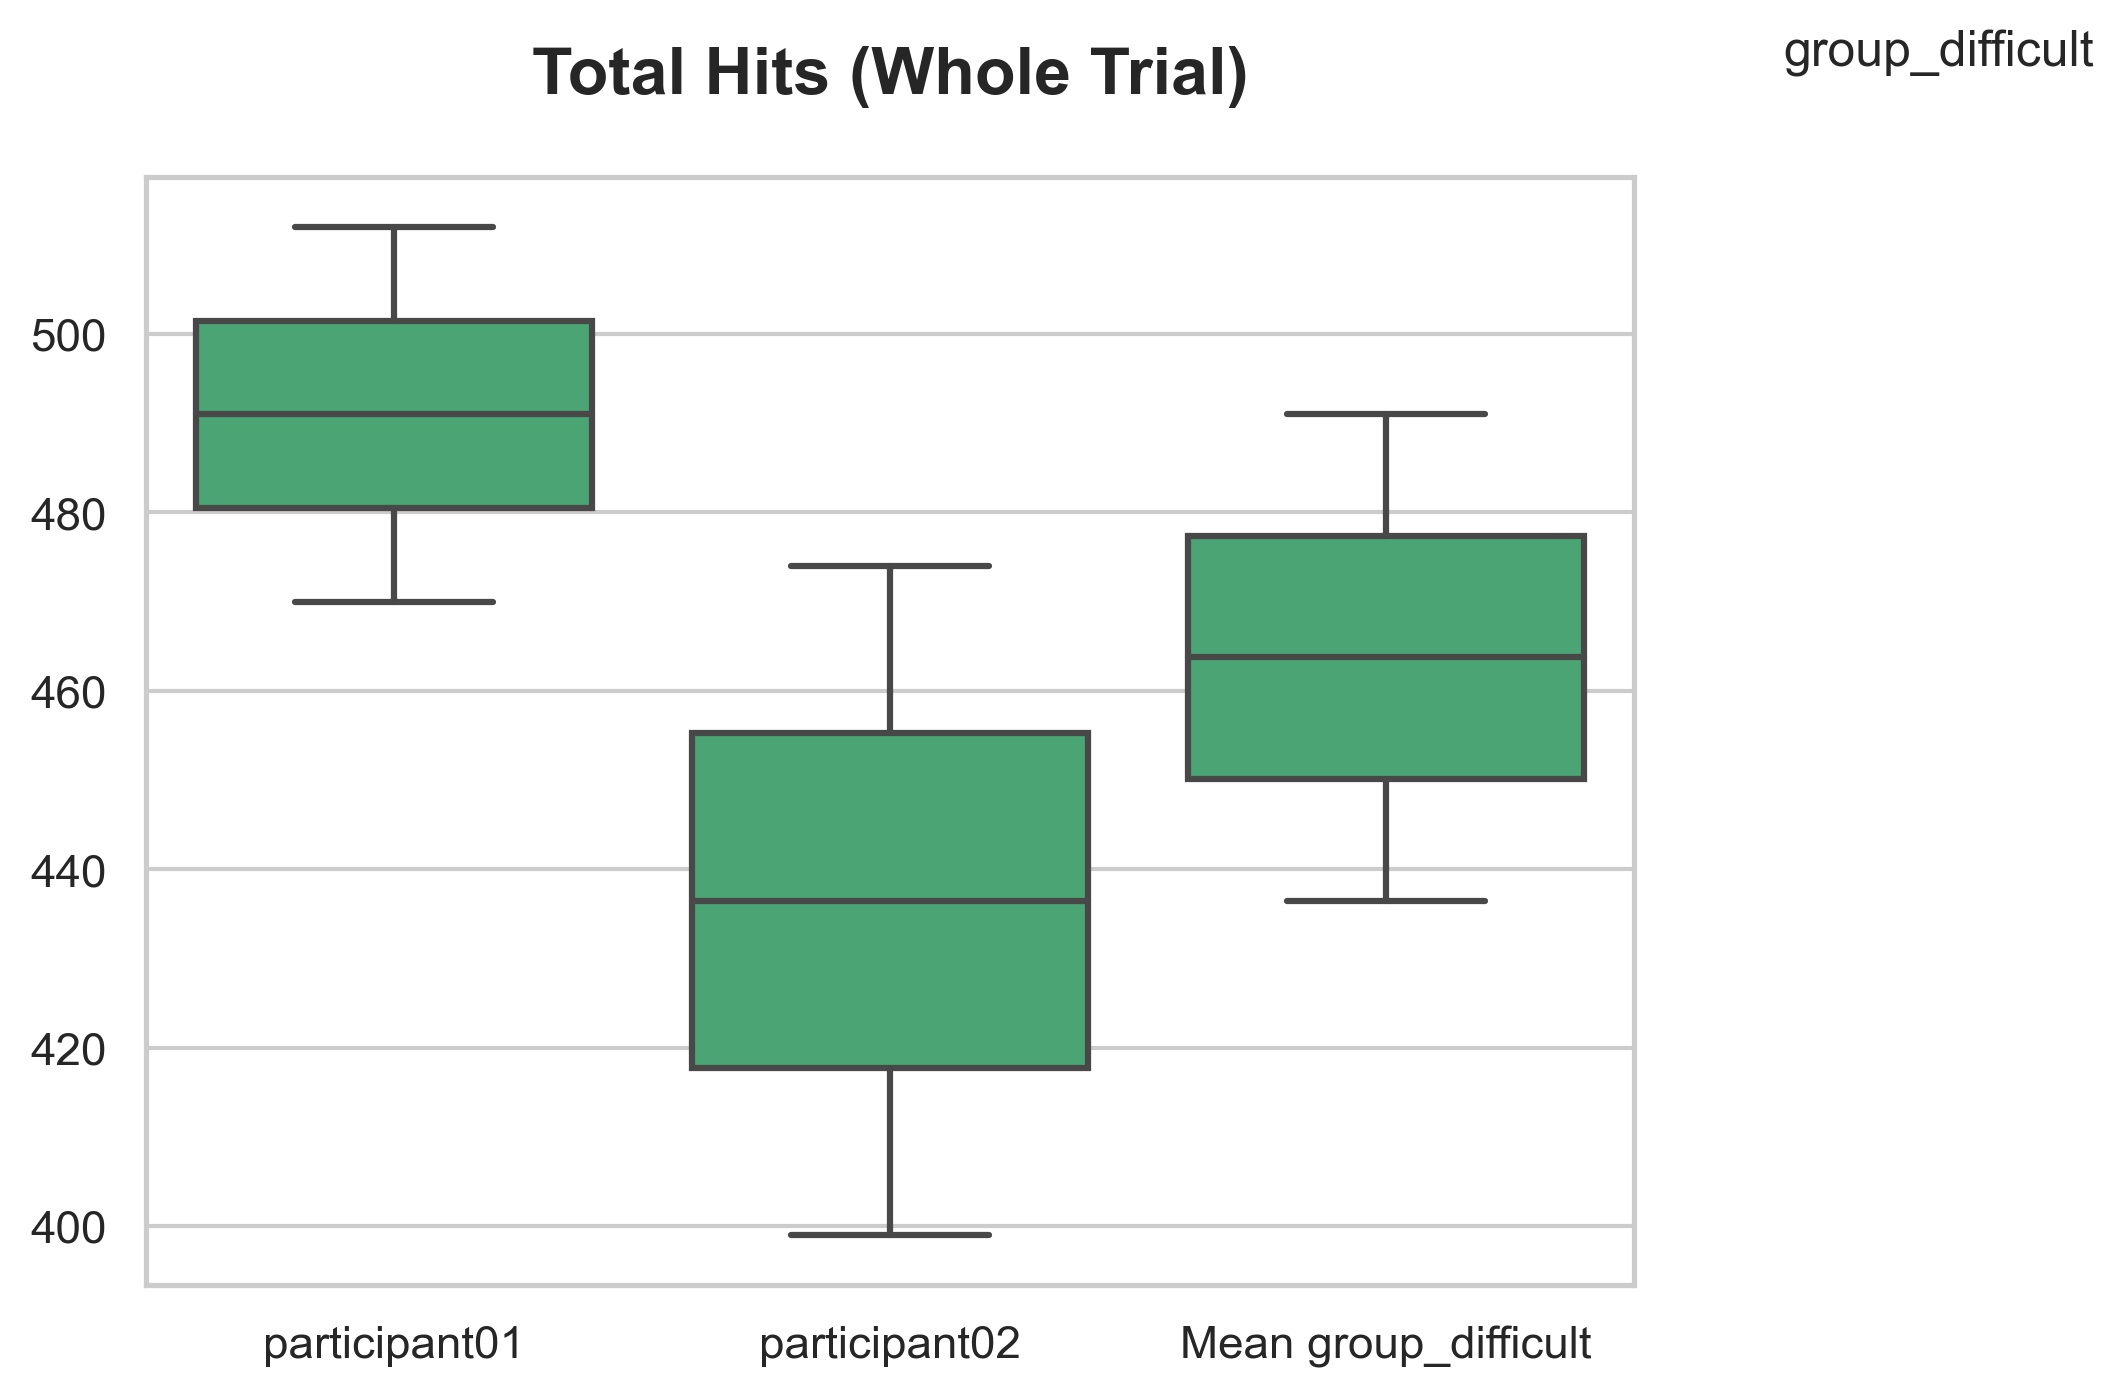 group_difficult
Total Hits (Whole Trial)
500
480
460
440
420
400
participant01
participant02
Mean group_difficult